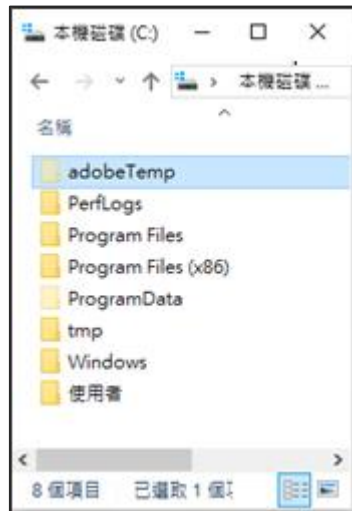 本機磁碟 (C:)
本機磁碟 ...
名稱
adobeTemp
PerfLogs
Program Files
Program Files (x86)
ProgramData
tmp
Windows
使用者
8 個項目 已選取 1 個